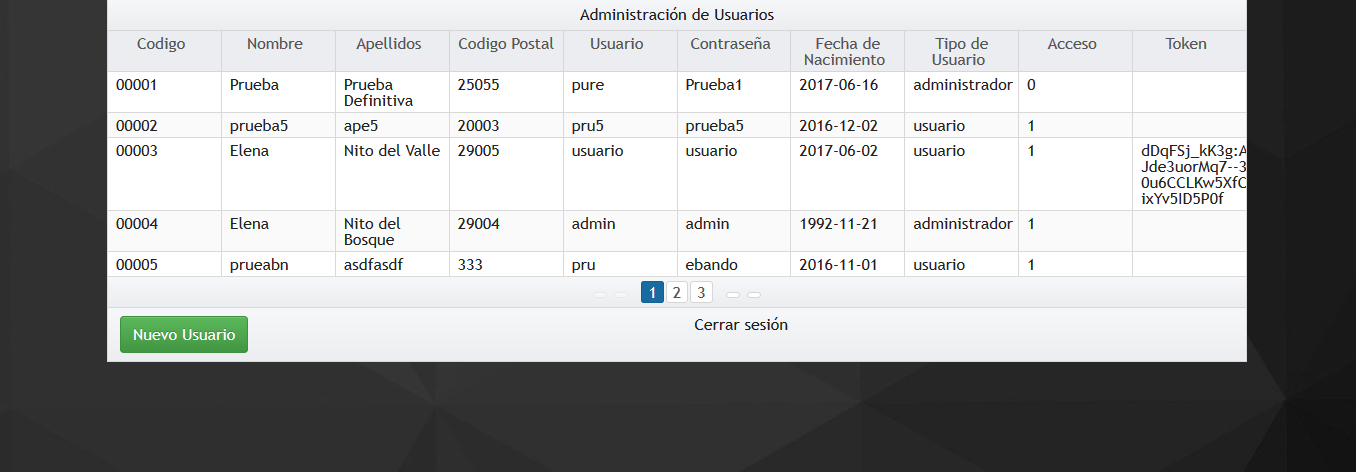 Administración de Usuarios
Codigo Nombre Apellidos Codigo Postal Usuario Contraseña Fecha de Nacimiento Tipo de Usuario Acceso Token
00001 Prueba Prueba Definitiva 25055 pure Prueba1 2017-06-16 administrador 0
00002 prueba5 ape5 20003 pru5 prueba5 2016-12-02 usuario 1
00003 Elena Nito del Valle 29005 usuario usuario 2017-06-02 usuario 1 dDqFSj_kK3g:A
Jde3uorMq7--3
0u6CCLKw5XfC
ixYv5ID5P0f
00004 Elena Nito del Bosque 29004 admin admin 1992-11-21 administrador 1
00005 prueabn asdfasdf 333 pru ebando 2016-11-01 usuario 1
1 2 3
Nuevo Usuario
Cerrar sesión